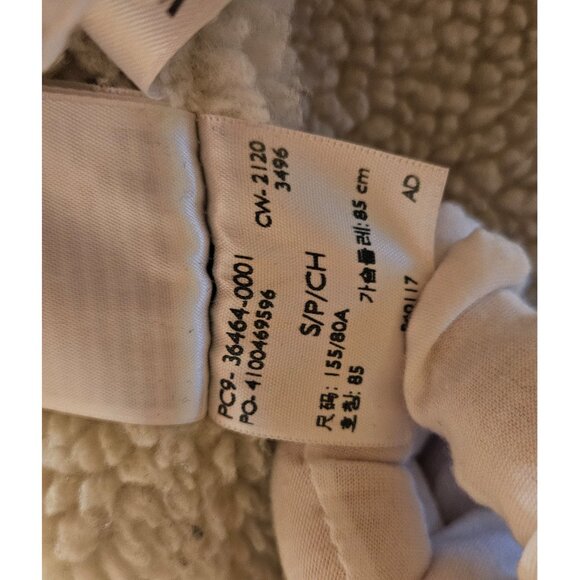 PC9- 36464-0001 CW- 2120
PO- 4100469596 3496
S/P/CH
尺码: 155/80A 가슴둘레: 85 cm
호칭: 85
AD